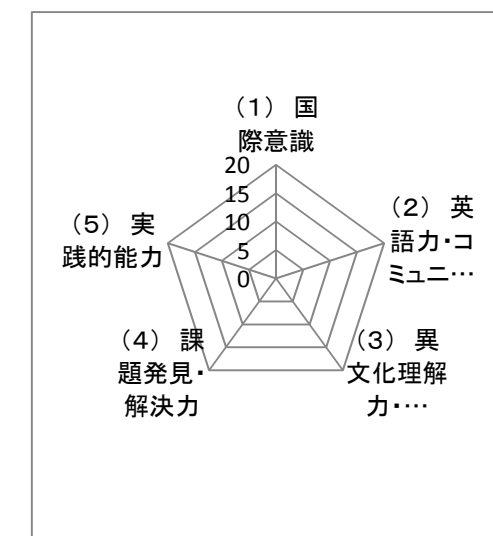 （１） 国
際意識
20
15
10
5
0
（２） 英
語力・コ
ミュニ…
（３） 異
文化理解
力・…
（４） 課
題発見・
解決力
（５） 実
践的能力